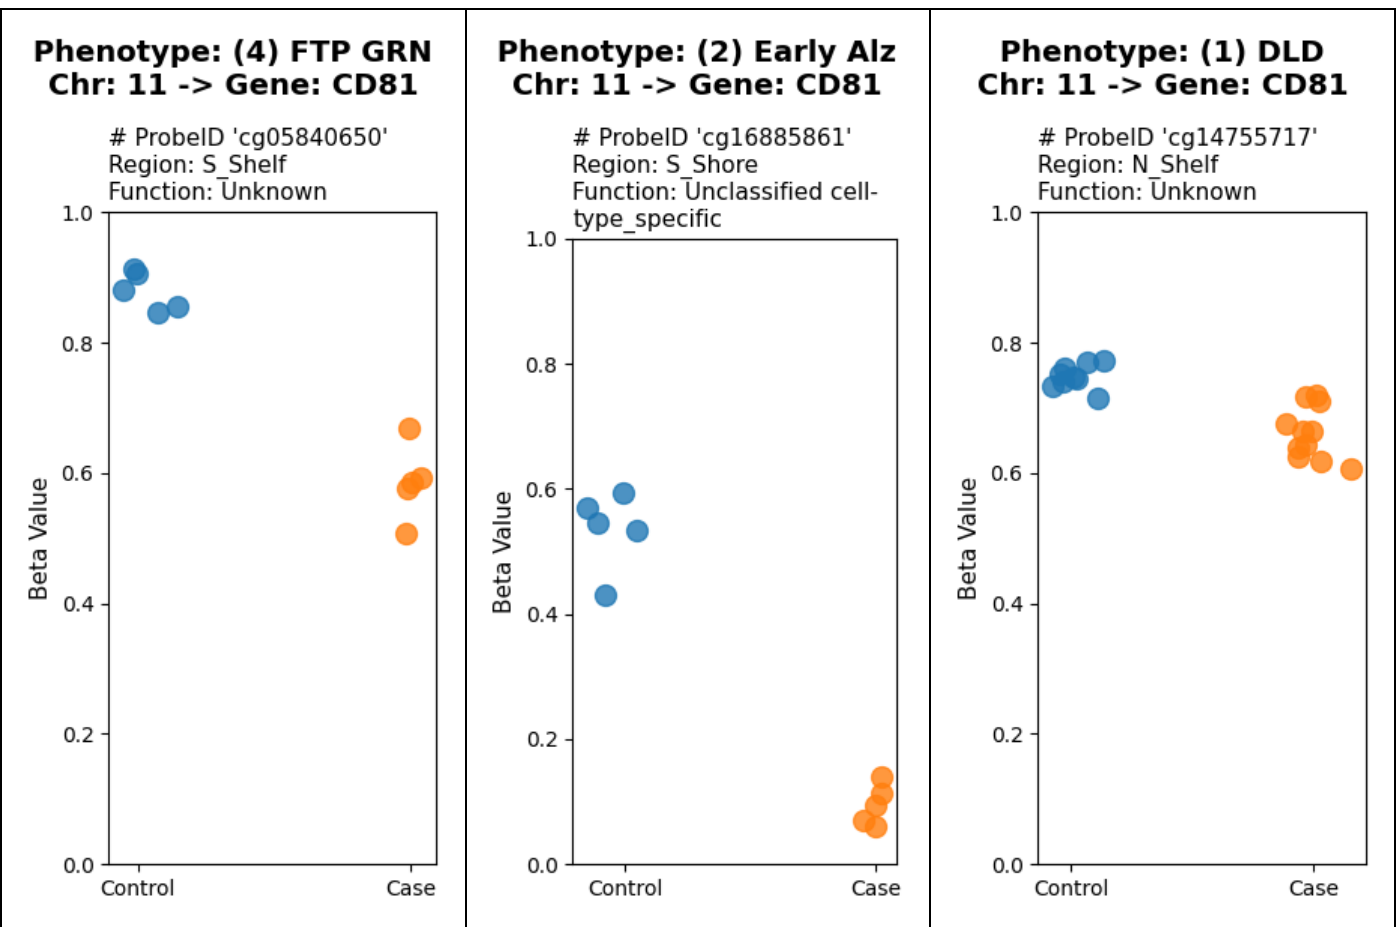 Phenotype: (4) FTP GRN
Chr: 11 -> Gene: CD81
# ProbeID 'cg05840650'
Region: S_Shelf
Function: Unknown
1.0
0.8
0.6
0.4
0.2
0.0
Beta Value
Control
Case
Phenotype: (2) Early Alz
Chr: 11 -> Gene: CD81
# ProbeID 'cg16885861'
Region: S_Shore
Function: Unclassified cell-
type_specific
1.0
0.8
0.6
0.4
0.2
0.0
Beta Value
Control
Case
Phenotype: (1) DLD
Chr: 11 -> Gene: CD81
# ProbeID 'cg14755717'
Region: N_Shelf
Function: Unknown
1.0
0.8
0.6
0.4
0.2
0.0
Beta Value
Control
Case